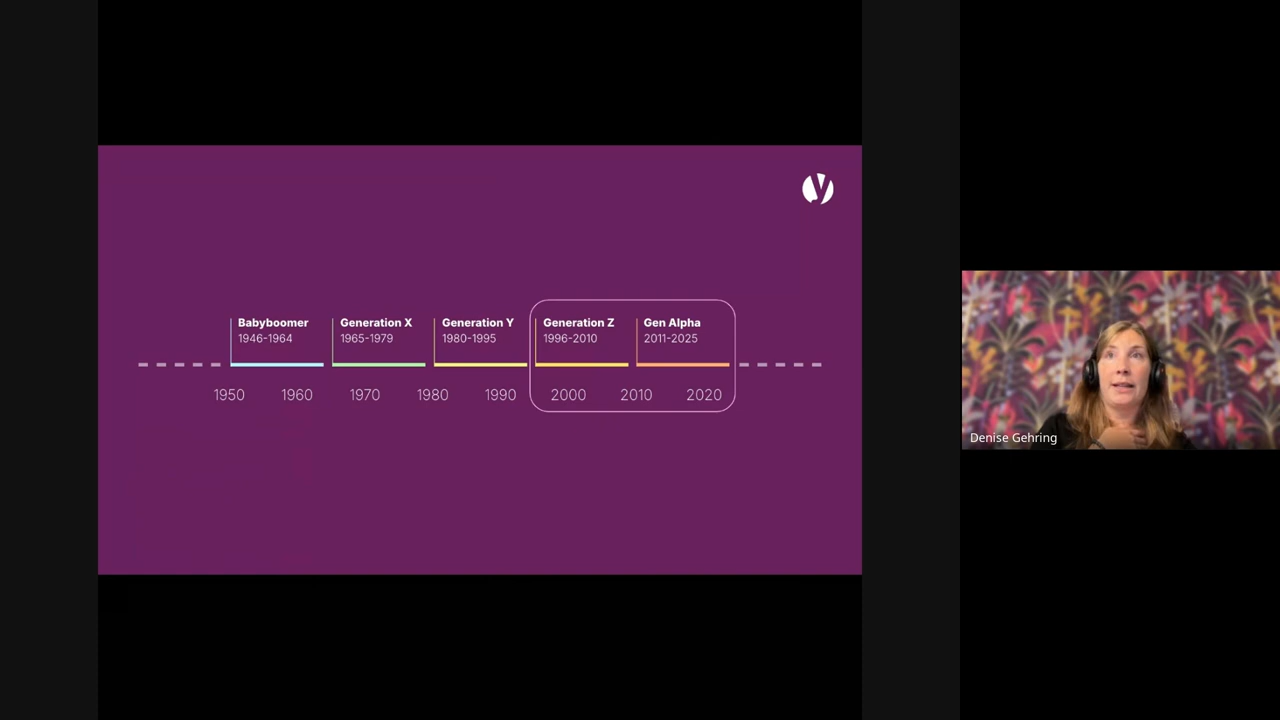 Babyboomer
1946-1964
Generation X
1965-1979
Generation Y
1980-1995
Generation Z
1996-2010
Gen Alpha
2011-2025
1950 1960 1970 1980 1990 2000 2010 2020
Denise Gehring